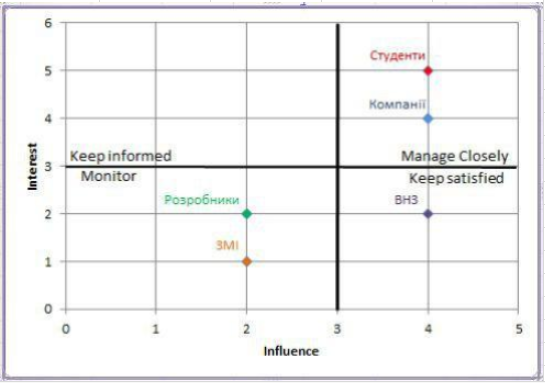 6
Студенти
5
Компанії
4
Keep informed
Manage Closely
Interest
3
Monitor
Keep satisfied
Розробники
ВНЗ
2
ЗМІ
1
0
0 1 2 3 4 5
Influence